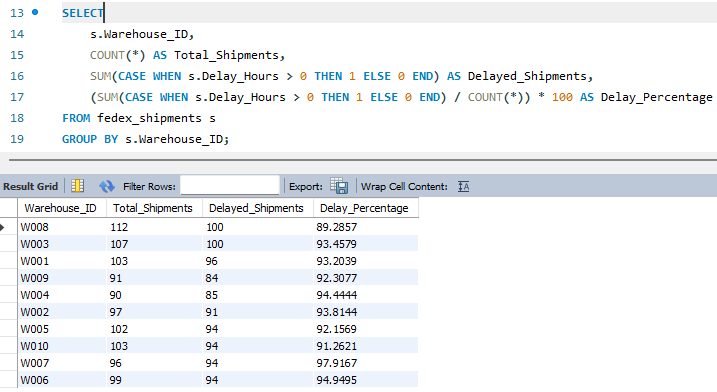 13 SELECT
14 s.Warehouse_ID,
15 COUNT(*) AS Total_Shipments,
16 SUM(CASE WHEN s.Delay_Hours > 0 THEN 1 ELSE 0 END) AS Delayed_Shipments,
17 (SUM(CASE WHEN s.Delay_Hours > 0 THEN 1 ELSE 0 END) / COUNT(*)) * 100 AS Delay_Percentage
18 FROM fedex_shipments s
19 GROUP BY s.Warehouse_ID;
Result Grid Filter Rows: Export: Wrap Cell Content:
Warehouse_ID Total_Shipments Delayed_Shipments Delay_Percentage
W008 112 100 89.2857
W003 107 100 93.4579
W001 103 96 93.2039
W009 91 84 92.3077
W004 90 85 94.4444
W002 97 91 93.8144
W005 102 94 92.1569
W010 103 94 91.2621
W007 96 94 97.9167
W006 99 94 94.9495